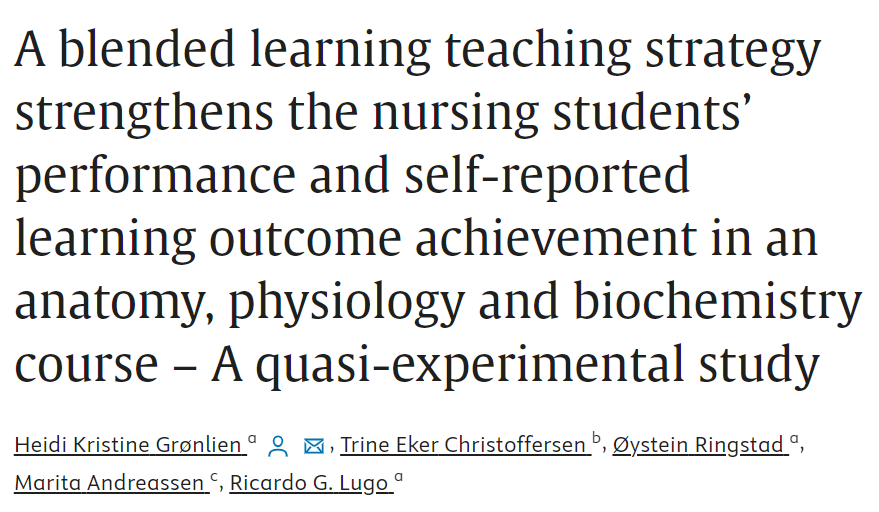 A blended learning teaching strategy
strengthens the nursing students’
performance and self-reported
learning outcome achievement in an
anatomy, physiology and biochemistry
course – A quasi-experimental study
Heidi Kristine Grønlien a , Trine Eker Christoffersen b, Øystein Ringstad a,
Marita Andreassen c, Ricardo G. Lugo a